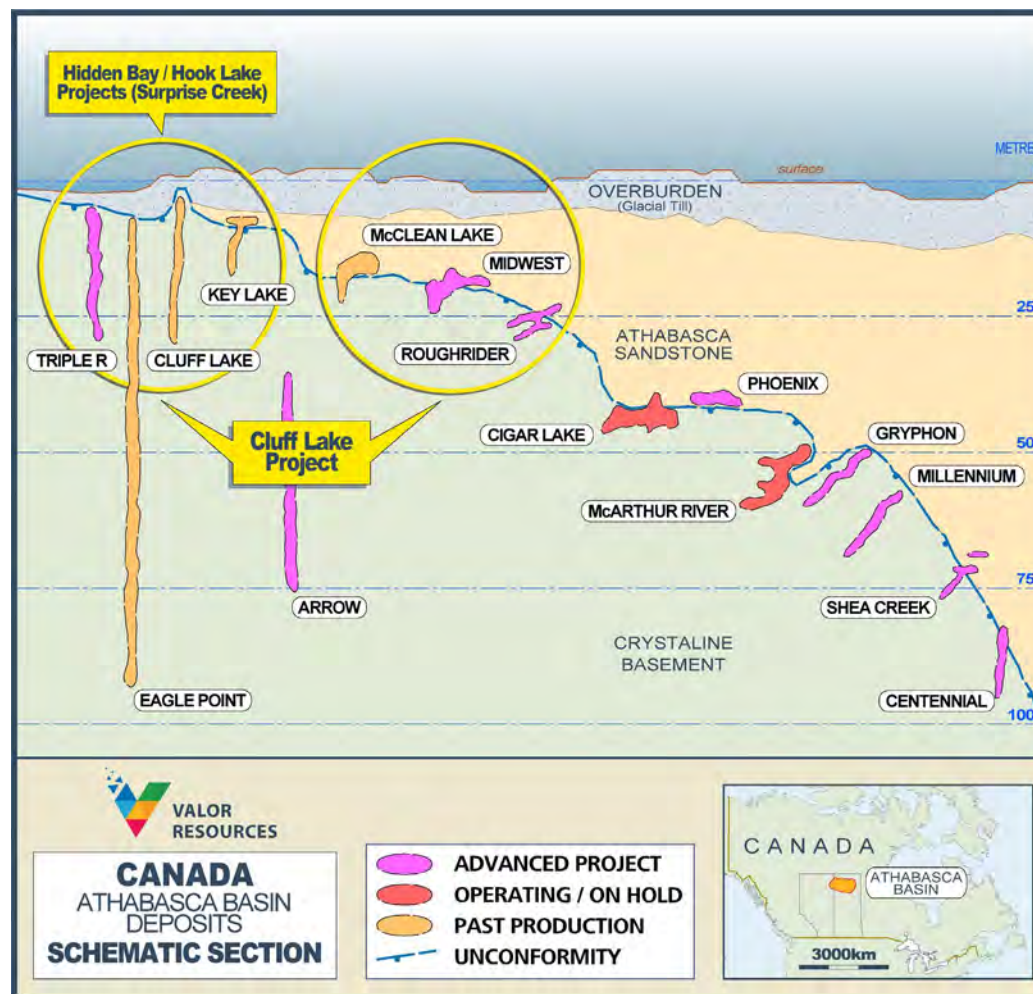 Hidden Bay / Hook Lake
Projects (Surprise Creek)
METRE
surface
OVERBURDEN
(Glacial Till)
McCLEAN LAKE
MIDWEST
KEY LAKE
25
TRIPLE R
CLUFF LAKE
ROUGHRIDER
ATHABASCA
SANDSTONE
PHOENIX
CIGAR LAKE
GRYPHON
Cluff Lake
Project
50
MILLENNIUM
McARTHUR RIVER
75
ARROW
SHEA CREEK
CRYSTALINE
BASEMENT
EAGLE POINT
CENTENNIAL
100
VALOR
RESOURCES
CANADA
ATHABASCA BASIN
DEPOSITS
SCHEMATIC SECTION
ADVANCED PROJECT
OPERATING / ON HOLD
PAST PRODUCTION
UNCONFORMITY
CANADA
ATHABASCA
BASIN
3000km